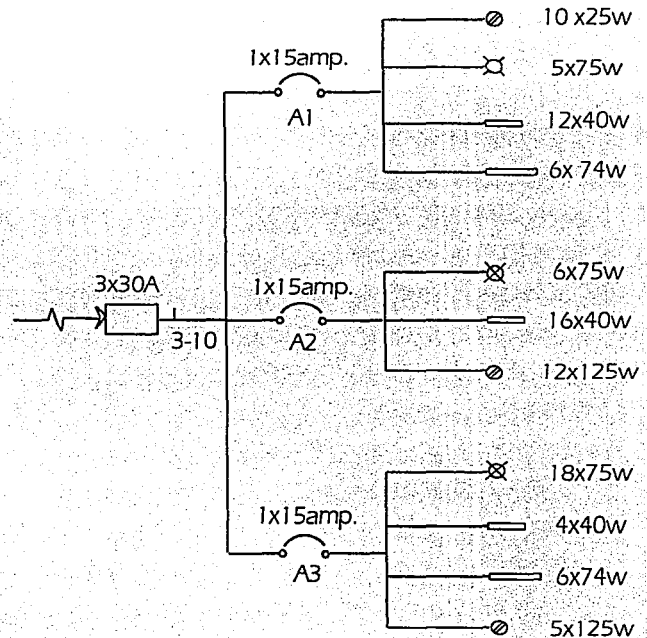 10 x25w
1x15amp.
5x75w
A1
12x40w
6x 74w
3x30A
1x15amp.
6x75w
3-10
A2
16x40w
12x125w
18x75w
1x15amp.
4x40w
A3
6x74w
5x125w